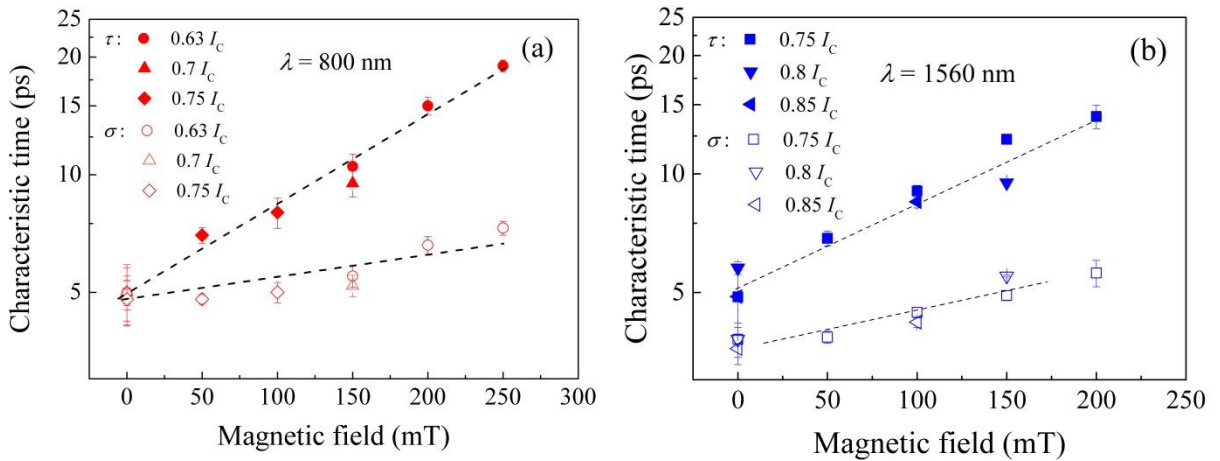 (a)
λ = 800 nm
τ: 0.63 I_C
0.7 I_C
0.75 I_C
σ: 0.63 I_C
0.7 I_C
0.75 I_C
Characteristic time (ps)
25
20
15
10
5
0 50 100 150 200 250 300
Magnetic field (mT)
(b)
λ = 1560 nm
τ: 0.75 I_C
0.8 I_C
0.85 I_C
σ: 0.75 I_C
0.8 I_C
0.85 I_C
Characteristic time (ps)
25
20
15
10
5
0 50 100 150 200 250
Magnetic field (mT)